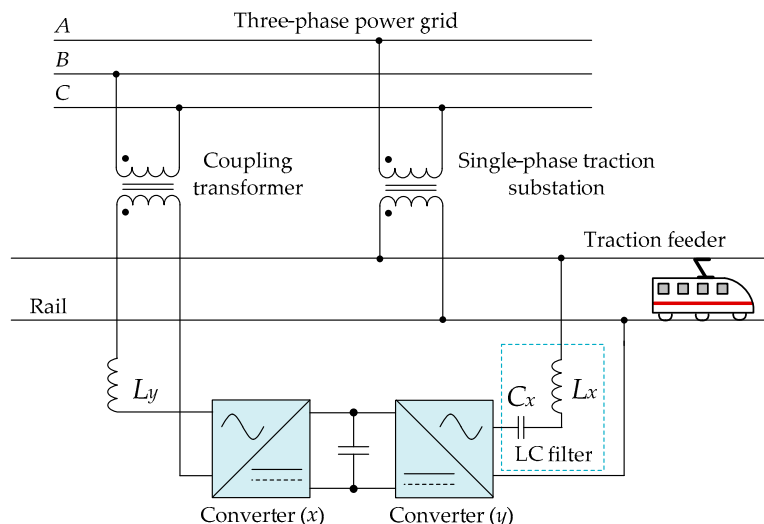 A
Three-phase power grid
B
C
Coupling
transformer
Single-phase traction
substation
Traction feeder
Rail
Ly
Cx
Lx
LC filter
Converter (x)
Converter (y)